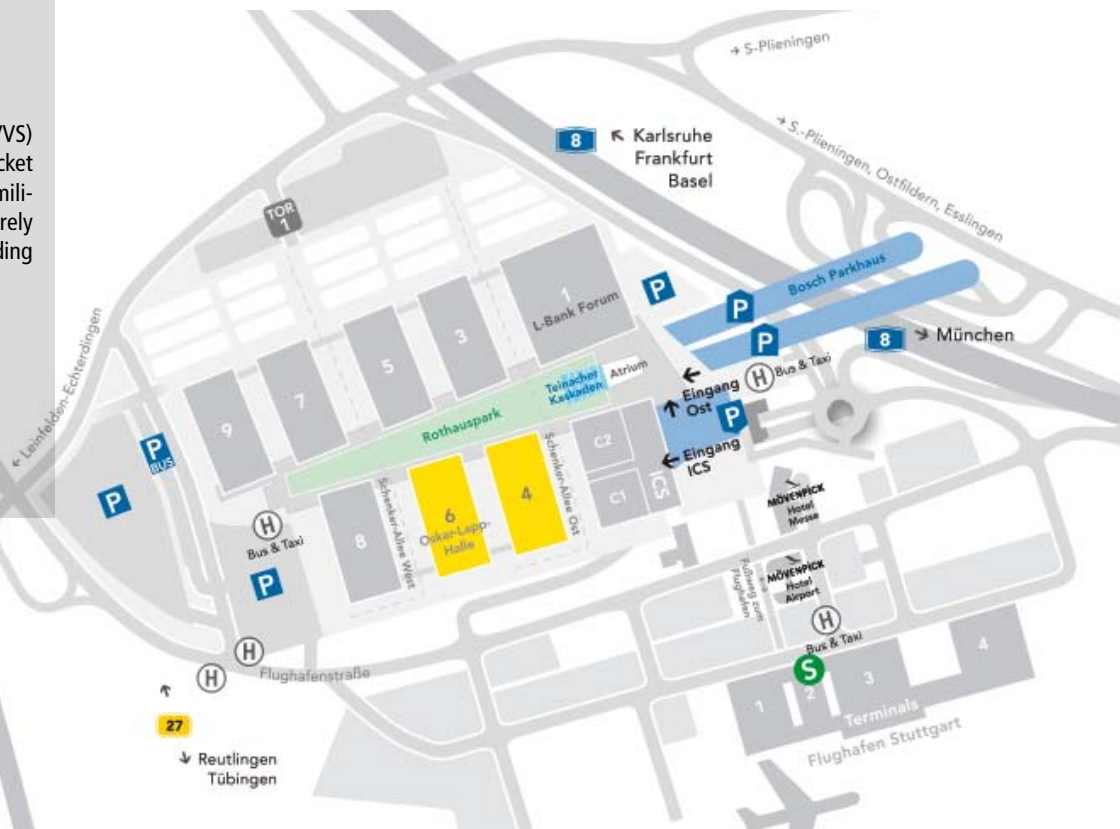 VVS)
cket
mili-
rely
ding
→ S-Plieningen
→ S.-Plieningen, Ostfildern, Esslingen
8
Karlsruhe
Frankfurt
Basel
TOR
1
P
Bosch Parkhaus
P
P
8
München
1
L-Bank Forum
3
5
7
9
Atrium
Teinacher
Kaskaden
Rothauspark
Eingang
Ost
H
Bus & Taxi
P
Eingang
ICS
← Leinfelden-Echterdingen
P
BUS
P
C2
C1
ICS
Schenker-Allee Ost
4
6
Oskar-Lapp-
Halle
Schenker-Allee West
8
H
Bus & Taxi
P
MÖVENPICK
Hotel
Messe
MÖVENPICK
Hotel
Airport
Fußweg zum
Flughafen
H
Bus & Taxi
S
H
H
Flughafenstraße
27
Reutlingen
Tübingen
1
2
3
4
Terminals
Flughafen Stuttgart